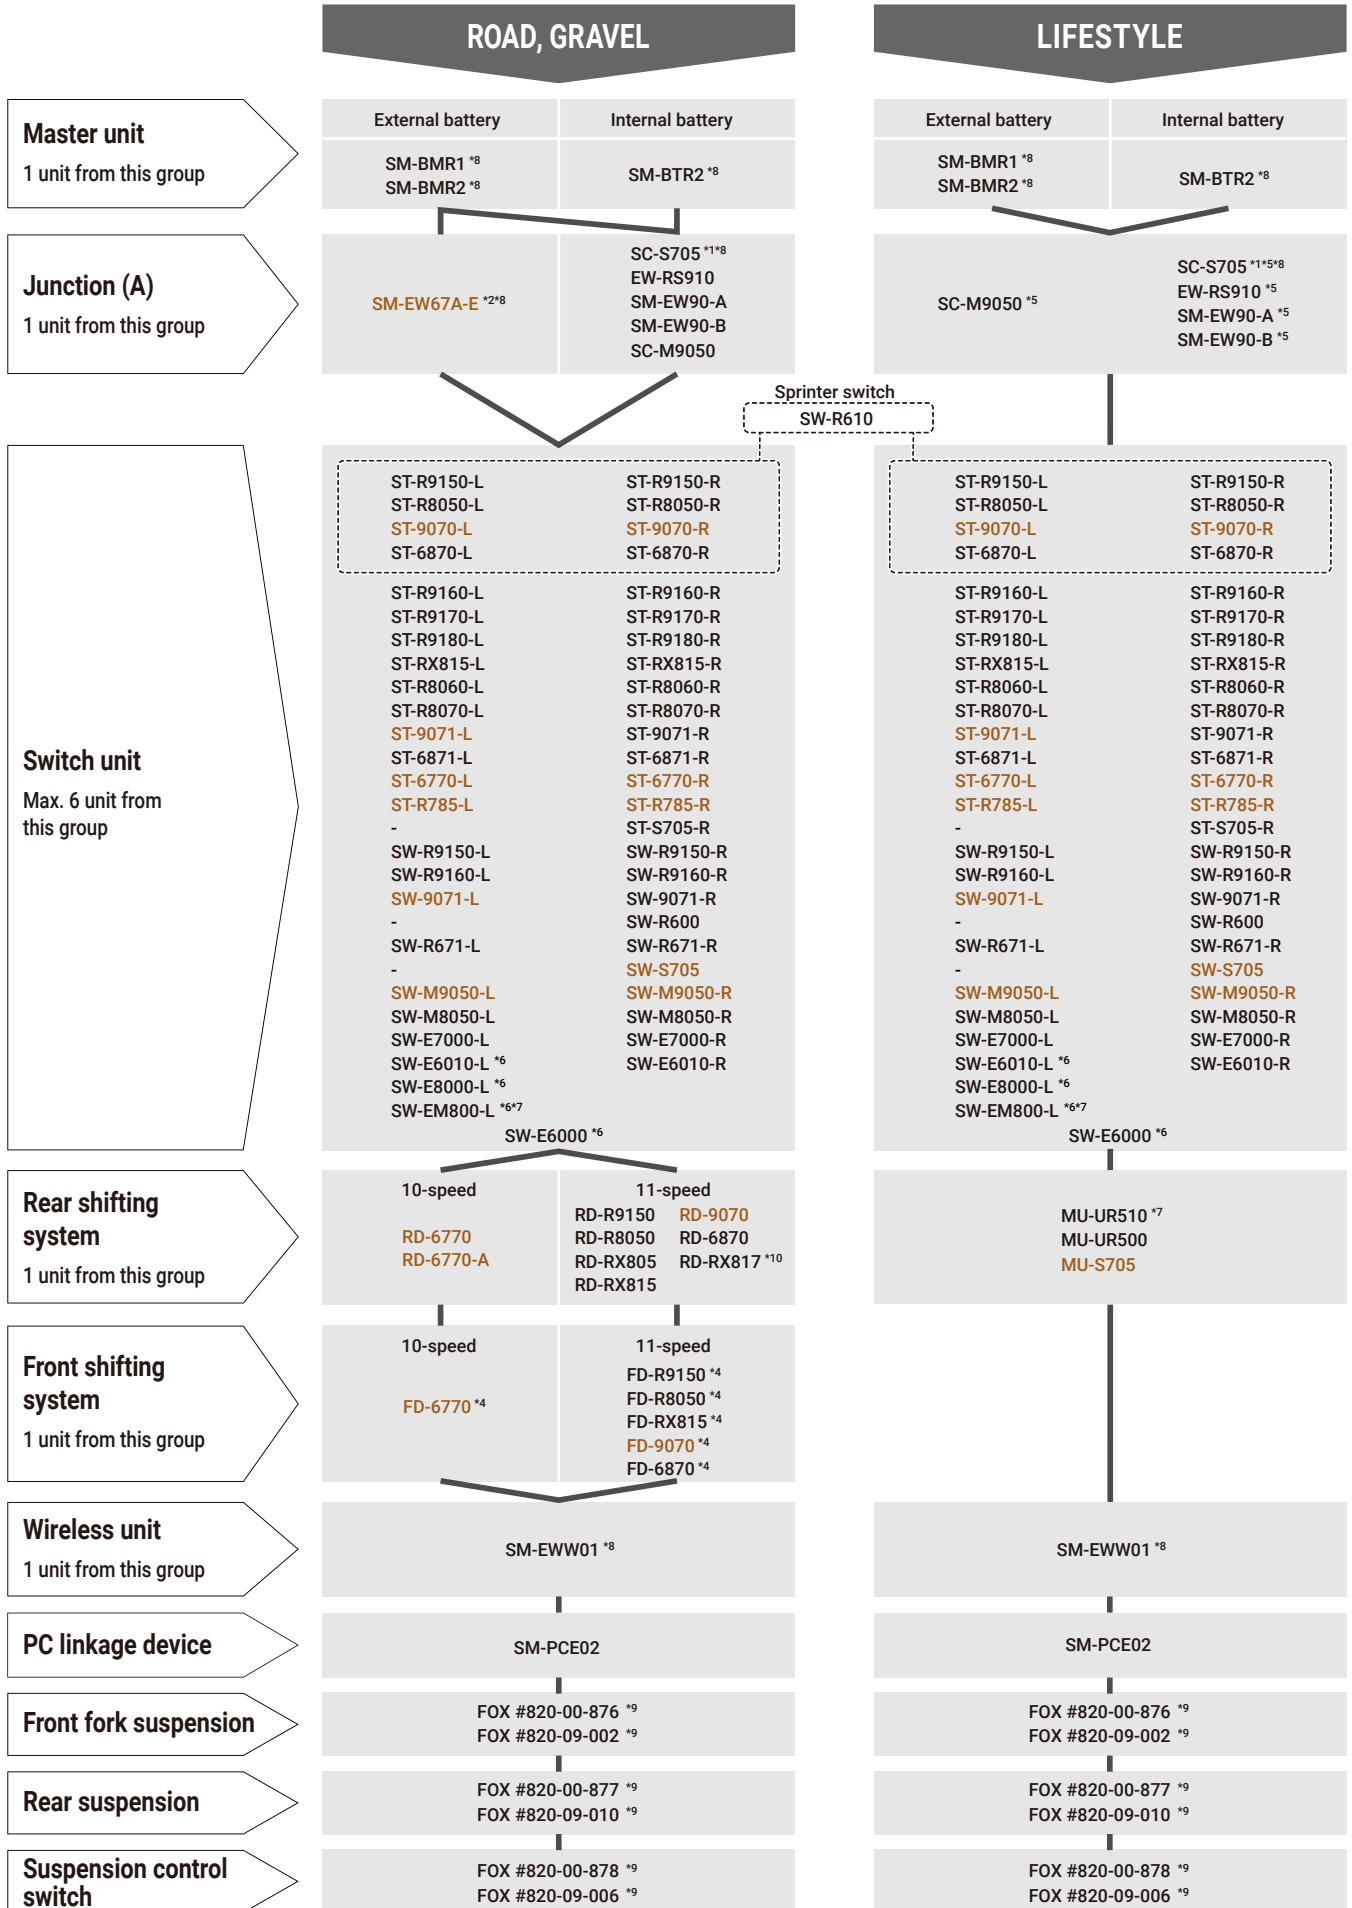 ROAD, GRAVEL
LIFESTYLE
Master unit
1 unit from this group
External battery
Internal battery
SM-BMR1 *8
SM-BMR2 *8
SM-BTR2 *8
External battery
Internal battery
SM-BMR1 *8
SM-BMR2 *8
SM-BTR2 *8
Junction (A)
1 unit from this group
SM-EW67A-E *2*8
SC-S705 *1*8
EW-RS910
SM-EW90-A
SM-EW90-B
SC-M9050
SC-M9050 *5
SC-S705 *1*5*8
EW-RS910 *5
SM-EW90-A *5
SM-EW90-B *5
Sprinter switch
SW-R610
Switch unit
Max. 6 unit from
this group
ST-R9150-L ST-R9150-R
ST-R8050-L ST-R8050-R
ST-9070-L ST-9070-R
ST-6870-L ST-6870-R
ST-R9160-L ST-R9160-R
ST-R9170-L ST-R9170-R
ST-R9180-L ST-R9180-R
ST-RX815-L ST-RX815-R
ST-R8060-L ST-R8060-R
ST-R8070-L ST-R8070-R
ST-9071-L ST-9071-R
ST-6871-L ST-6871-R
ST-6770-L ST-6770-R
ST-R785-L ST-R785-R
- ST-S705-R
SW-R9150-L SW-R9150-R
SW-R9160-L SW-R9160-R
SW-9071-L SW-9071-R
- SW-R600
SW-R671-L SW-R671-R
- SW-S705
SW-M9050-L SW-M9050-R
SW-M8050-L SW-M8050-R
SW-E7000-L SW-E7000-R
SW-E6010-L *6 SW-E6010-R
SW-E8000-L *6
SW-EM800-L *6*7
SW-E6000 *6
ST-R9150-L ST-R9150-R
ST-R8050-L ST-R8050-R
ST-9070-L ST-9070-R
ST-6870-L ST-6870-R
ST-R9160-L ST-R9160-R
ST-R9170-L ST-R9170-R
ST-R9180-L ST-R9180-R
ST-RX815-L ST-RX815-R
ST-R8060-L ST-R8060-R
ST-R8070-L ST-R8070-R
ST-9071-L ST-9071-R
ST-6871-L ST-6871-R
ST-6770-L ST-6770-R
ST-R785-L ST-R785-R
- ST-S705-R
SW-R9150-L SW-R9150-R
SW-R9160-L SW-R9160-R
SW-9071-L SW-9071-R
- SW-R600
SW-R671-L SW-R671-R
- SW-S705
SW-M9050-L SW-M9050-R
SW-M8050-L SW-M8050-R
SW-E7000-L SW-E7000-R
SW-E6010-L *6 SW-E6010-R
SW-E8000-L *6
SW-EM800-L *6*7
SW-E6000 *6
Rear shifting
system
1 unit from this group
10-speed
RD-6770
RD-6770-A
11-speed
RD-R9150 RD-9070
RD-R8050 RD-6870
RD-RX805 RD-RX817 *10
RD-RX815
MU-UR510 *7
MU-UR500
MU-S705
Front shifting
system
1 unit from this group
10-speed
FD-6770 *4
11-speed
FD-R9150 *4
FD-R8050 *4
FD-RX815 *4
FD-9070 *4
FD-6870 *4
Wireless unit
1 unit from this group
SM-EWW01 *8
SM-EWW01 *8
PC linkage device
SM-PCE02
SM-PCE02
Front fork suspension
FOX #820-00-876 *9
FOX #820-09-002 *9
FOX #820-00-876 *9
FOX #820-09-002 *9
Rear suspension
FOX #820-00-877 *9
FOX #820-09-010 *9
FOX #820-00-877 *9
FOX #820-09-010 *9
Suspension control
switch
FOX #820-00-878 *9
FOX #820-09-006 *9
FOX #820-00-878 *9
FOX #820-09-006 *9